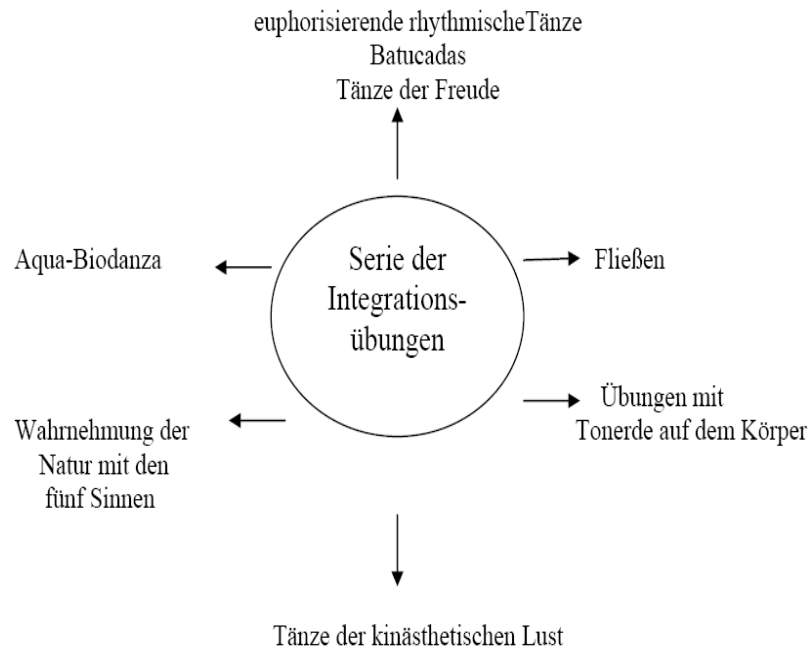 euphorisierende rhythmischeTänze
Batucadas
Tänze der Freude
Aqua-Biodanza
Serie der
Integrations-
übungen
Fließen
Wahrnehmung der
Natur mit den
fünf Sinnen
Übungen mit
Tonerde auf dem Körper
Tänze der kinästhetischen Lust